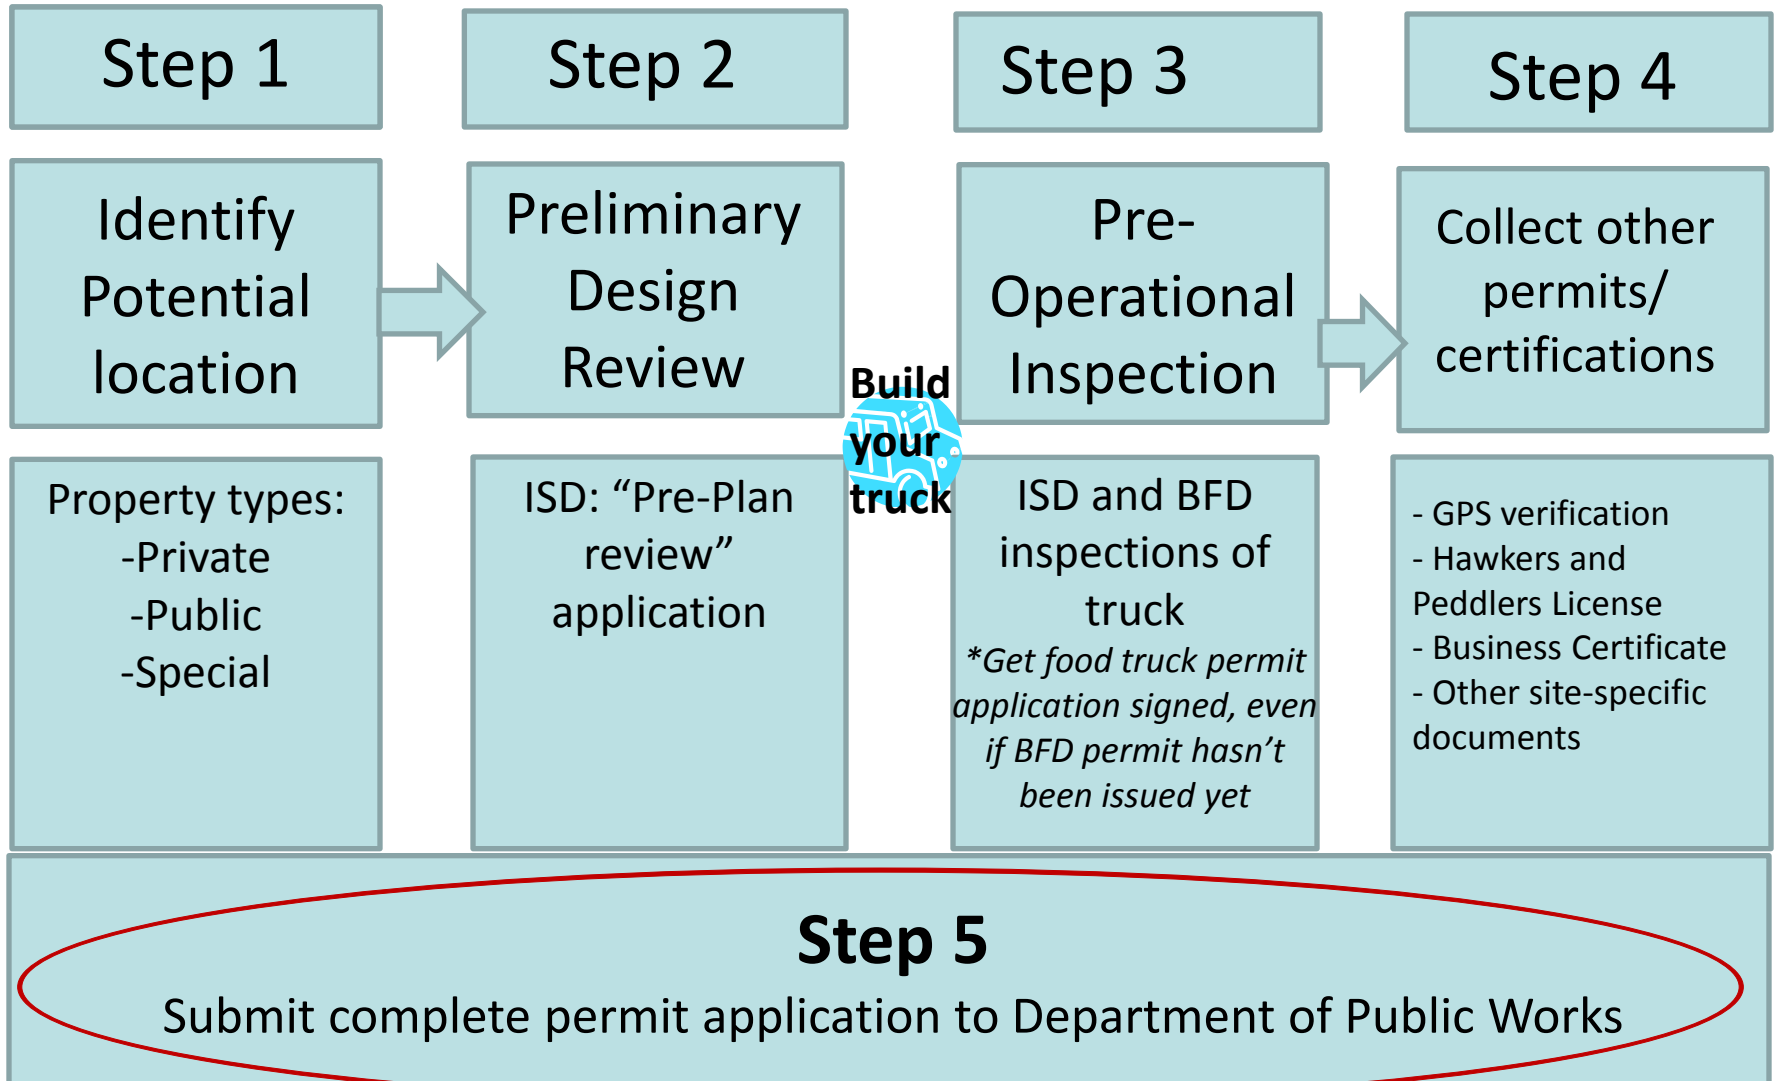 Step 1
Identify
Potential
location
Property types:
-Private
-Public
-Special
Step 2
Preliminary
Design
Review
ISD: “Pre-Plan
review”
application
Build
your
truck
Step 3
Pre-
Operational
Inspection
ISD and BFD
inspections of
truck
*Get food truck permit
application signed, even
if BFD permit hasn’t
been issued yet
Step 4
Collect other
permits/
certifications
- GPS verification
- Hawkers and
Peddlers License
- Business Certificate
- Other site-specific
documents
Step 5
Submit complete permit application to Department of Public Works